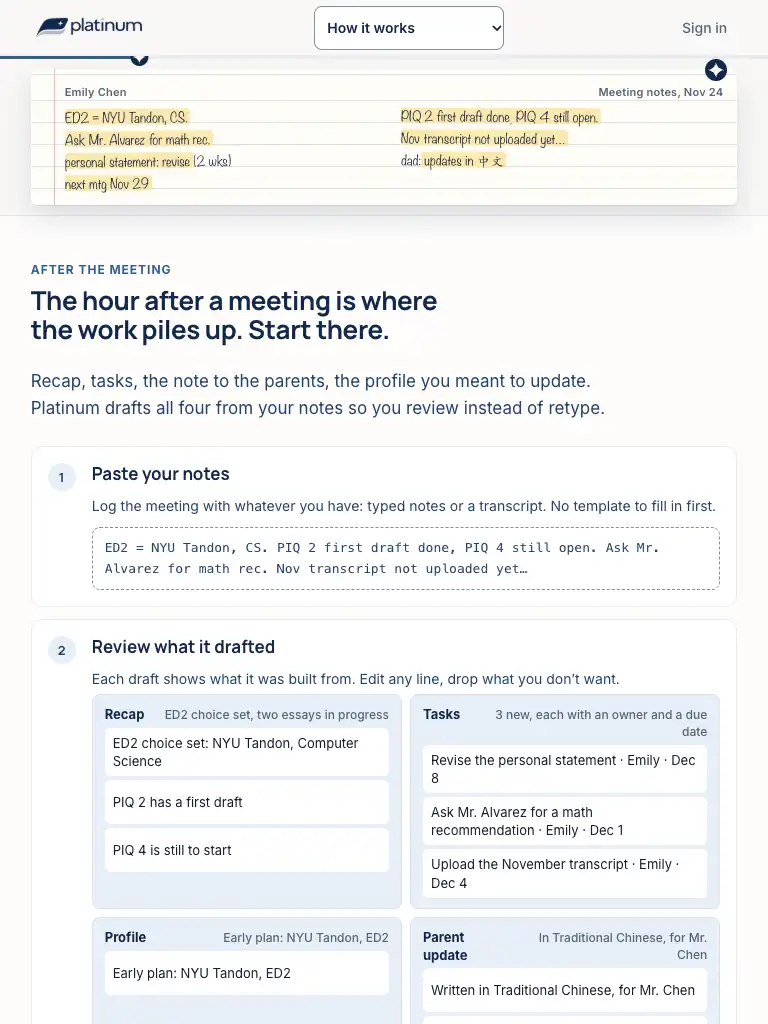 platinum
How it works
Sign in
Emily Chen
Meeting notes, Nov 24
ED2 = NYU Tandon, CS.
Ask Mr. Alvarez for math rec.
personal statement: revise (2 wks)
next mtg Nov 29
PIQ 2 first draft done, PIQ 4 still open.
Nov transcript not uploaded yet...
dad: updates in 中文
AFTER THE MEETING
The hour after a meeting is where
the work piles up. Start there.
Recap, tasks, the note to the parents, the profile you meant to update.
Platinum drafts all four from your notes so you review instead of retype.
1
Paste your notes
Log the meeting with whatever you have: typed notes or a transcript. No template to fill in first.
ED2 = NYU Tandon, CS. PIQ 2 first draft done, PIQ 4 still open. Ask Mr.
Alvarez for math rec. Nov transcript not uploaded yet…
2
Review what it drafted
Each draft shows what it was built from. Edit any line, drop what you don’t want.
Recap
ED2 choice set, two essays in progress
ED2 choice set: NYU Tandon, Computer
Science
PIQ 2 has a first draft
PIQ 4 is still to start
Tasks
3 new, each with an owner and a due
date
Revise the personal statement · Emily · Dec
8
Ask Mr. Alvarez for a math
recommendation · Emily · Dec 1
Upload the November transcript · Emily ·
Dec 4
Profile
Early plan: NYU Tandon, ED2
Early plan: NYU Tandon, ED2
Parent
update
In Traditional Chinese, for Mr.
Chen
Written in Traditional Chinese, for Mr. Chen